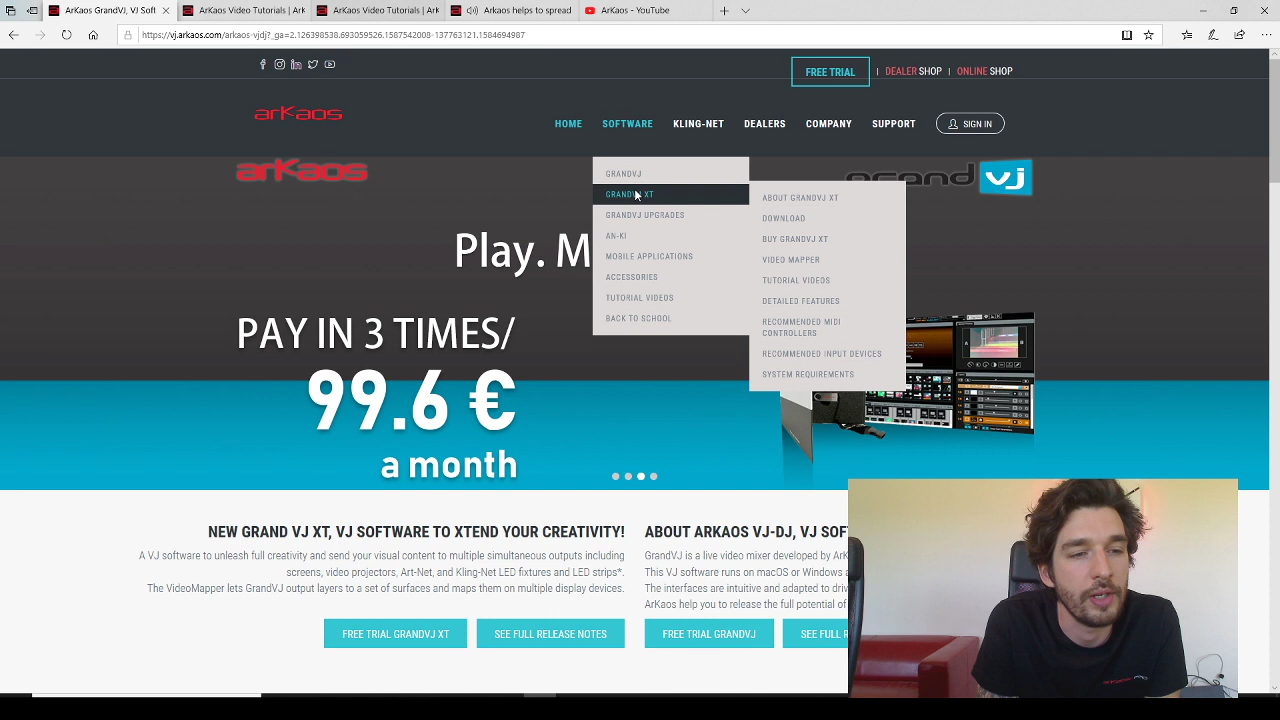 ArKaos GrandVJ, VJ Soft
ArKaos Video Tutorials | Ark
ArKaos Video Tutorials | Ark
Arkaos helps to spread
ArKaos - YouTube
https://vj.arkaos.com/arkaos-vjdj?_ga=2.126398538.693059526.1587542008-137763121.1584694987
FREE TRIAL | DEALER SHOP | ONLINE SHOP
arKaos
HOME SOFTWARE KLING-NET DEALERS COMPANY SUPPORT SIGN IN
arKaos
grand vj
GRANDVJ
GRANDVJ XT
GRANDVJ UPGRADES
AN-KI
MOBILE APPLICATIONS
ACCESSORIES
TUTORIAL VIDEOS
BACK TO SCHOOL
ABOUT GRANDVJ XT
DOWNLOAD
BUY GRANDVJ XT
VIDEO MAPPER
TUTORIAL VIDEOS
DETAILED FEATURES
RECOMMENDED MIDI
CONTROLLERS
RECOMMENDED INPUT DEVICES
SYSTEM REQUIREMENTS
Play. M
PAY IN 3 TIMES/
99.6 €
a month
NEW GRAND VJ XT, VJ SOFTWARE TO XTEND YOUR CREATIVITY!
A VJ software to unleash full creativity and send your visual content to multiple simultaneous outputs including
screens, video projectors, Art-Net, and Kling-Net LED fixtures and LED strips*.
The VideoMapper lets GrandVJ output layers to a set of surfaces and maps them on multiple display devices.
FREE TRIAL GRANDVJ XT
SEE FULL RELEASE NOTES
ABOUT ARKAOS VJ-DJ, VJ SOF
GrandVJ is a live video mixer developed by Ark
This VJ software runs on macOS or Windows a
The interfaces are intuitive and adapted to driv
ArKaos help you to release the full potential of
FREE TRIAL GRANDVJ
SEE FULL R